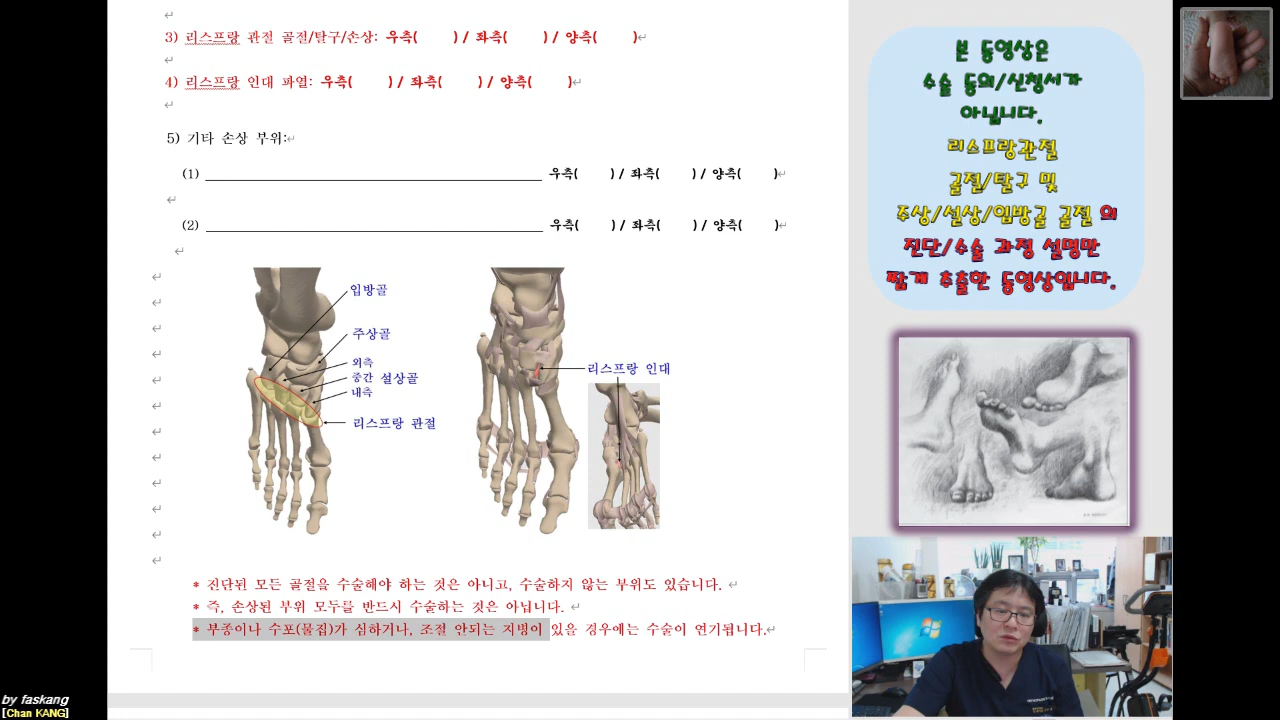 3) 리스프랑 관절 골절/탈구/손상: 우측( ) / 좌측( ) / 양측( )
4) 리스프랑 인대 파열: 우측( ) / 좌측( ) / 양측( )
5) 기타 손상 부위:
(1) 우측( ) / 좌측( ) / 양측( )
(2) 우측( ) / 좌측( ) / 양측( )
입방골
주상골
외측
중간 설상골
내측
리스프랑 관절
리스프랑 인대
* 진단된 모든 골절을 수술해야 하는 것은 아니고, 수술하지 않는 부위도 있습니다.
* 즉, 손상된 부위 모두를 반드시 수술하는 것은 아닙니다.
* 부종이나 수포(물집)가 심하거나, 조절 안되는 지병이 있을 경우에는 수술이 연기됩니다.
본 동영상은
수술 동의/신청서가
아닙니다.
리스프랑관절
골절/탈구 및
주상/설상/입방골 골절 의
진단/수술 과정 설명만
짧게 추출한 동영상입니다.
by faskang
[Chan KANG]